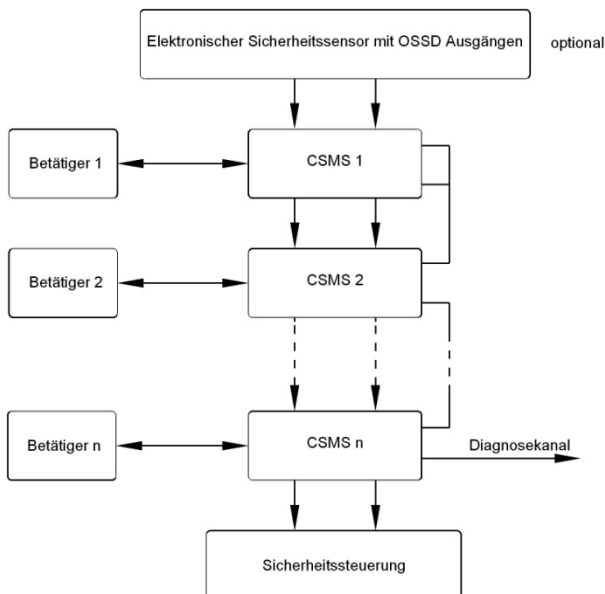 Elektronischer Sicherheitssensor mit OSSD Ausgängen
optional
Betätiger 1
CSMS 1
Betätiger 2
CSMS 2
Betätiger n
CSMS n
Diagnosekanal
Sicherheitssteuerung